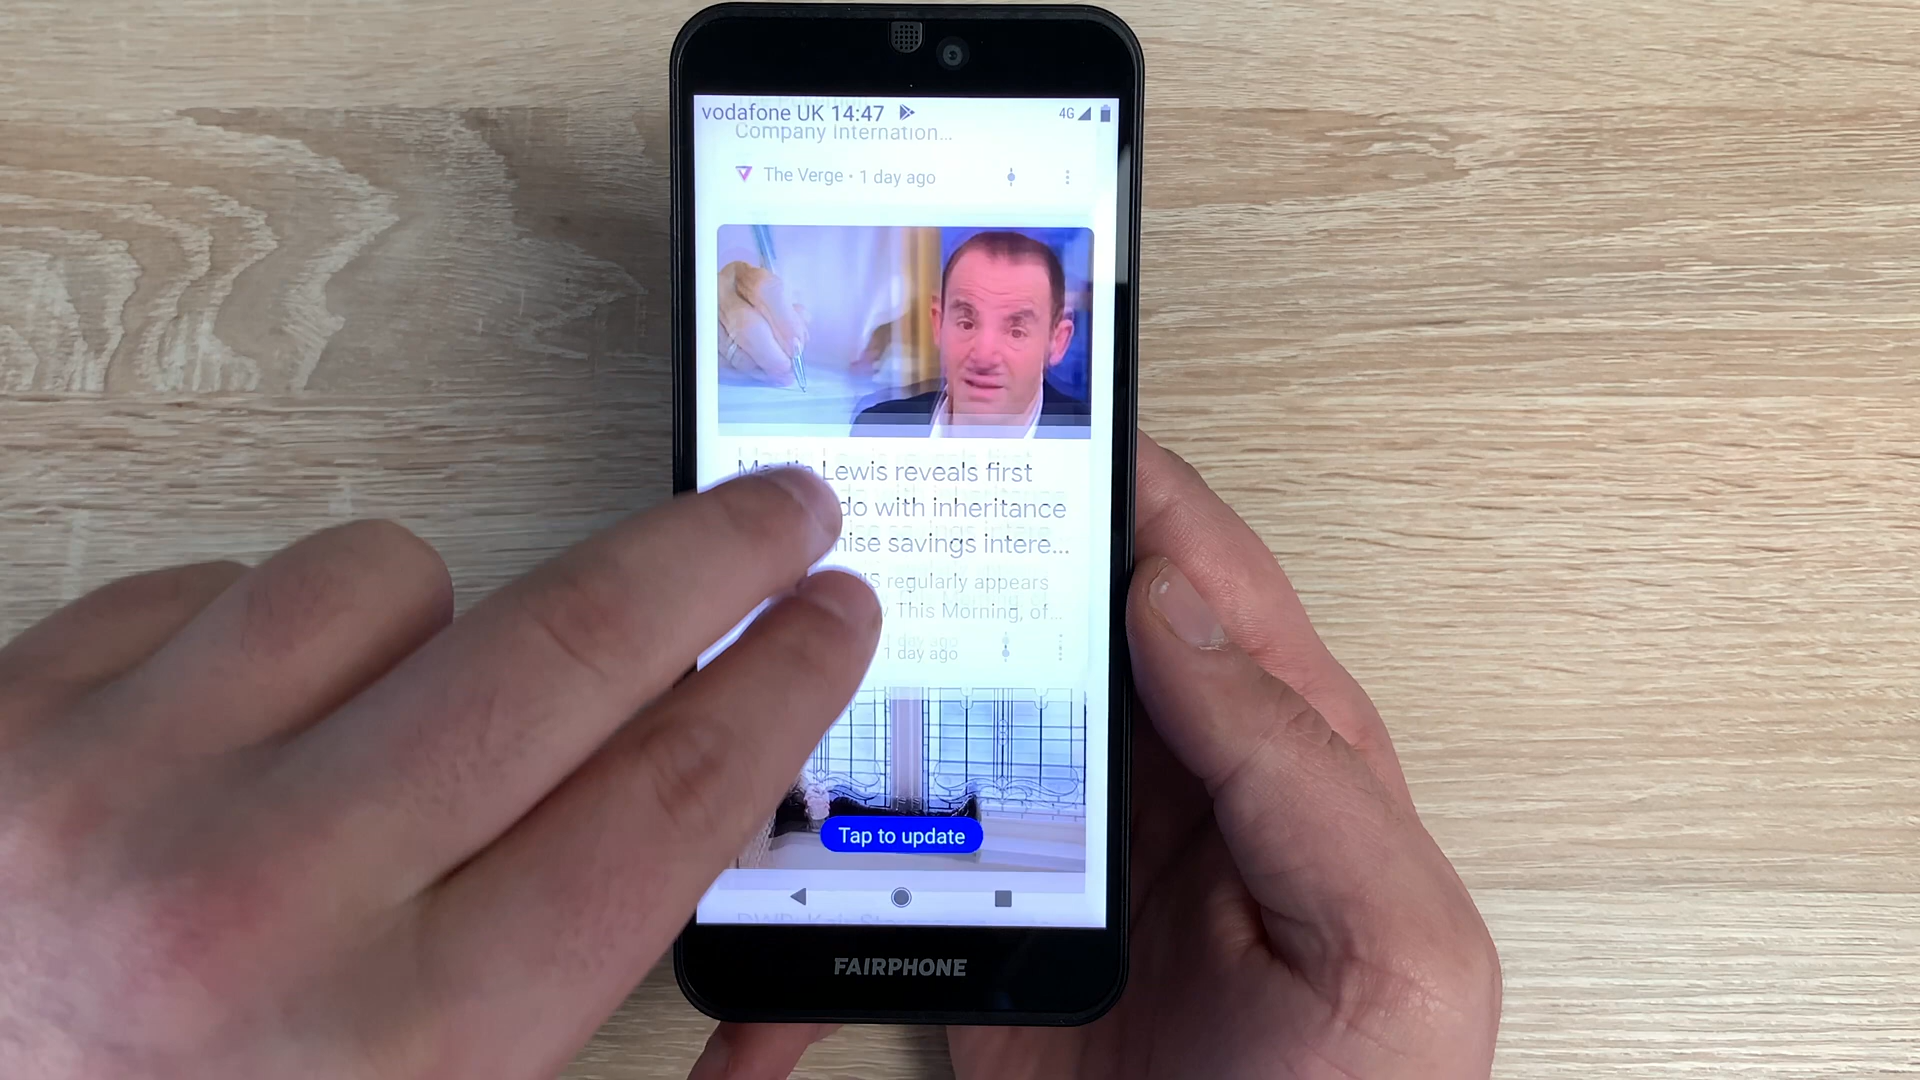 vodafone UK 14:47
4G
Company Internation...
The Verge • 1 day ago
Lewis reveals first
do with inheritance
savings intere...
regularly appears
This Morning, of...
1 day ago
Tap to update
FAIRPHONE